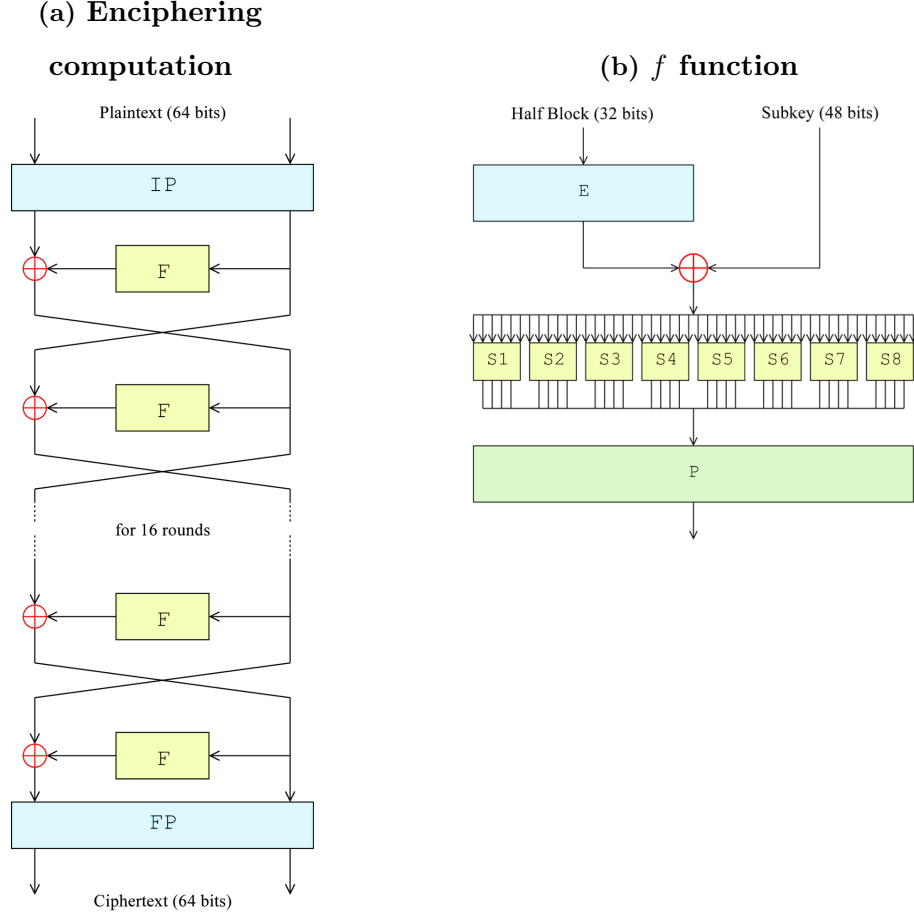 (a) Enciphering
computation
Plaintext (64 bits)
IP
F
F
for 16 rounds
F
F
FP
Ciphertext (64 bits)
(b) f function
Half Block (32 bits) Subkey (48 bits)
E
S1 S2 S3 S4 S5 S6 S7 S8
P